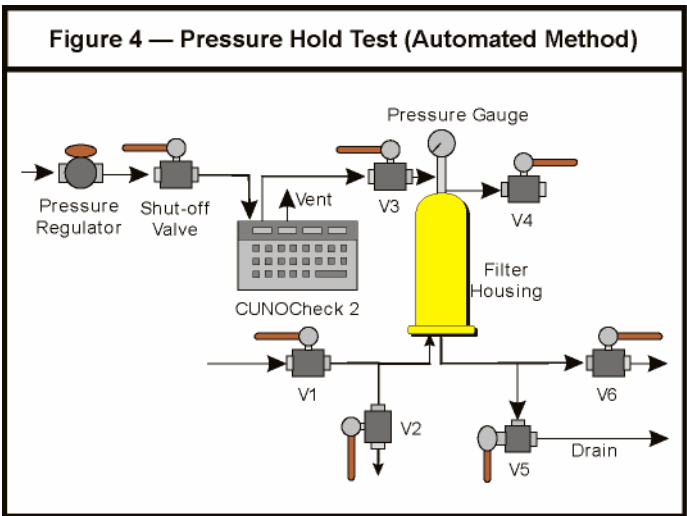 Figure 4 — Pressure Hold Test (Automated Method)
Pressure Gauge
Pressure
Regulator
Shut-off
Valve
Vent
V3
V4
CUNOCheck 2
Filter
Housing
V1
V2
V6
V5
Drain